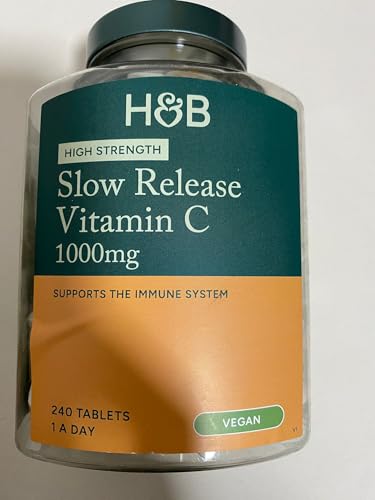 H&B
HIGH STRENGTH
Slow Release
Vitamin C
1000mg
SUPPORTS THE IMMUNE SYSTEM
240 TABLETS
1 A DAY
VEGAN